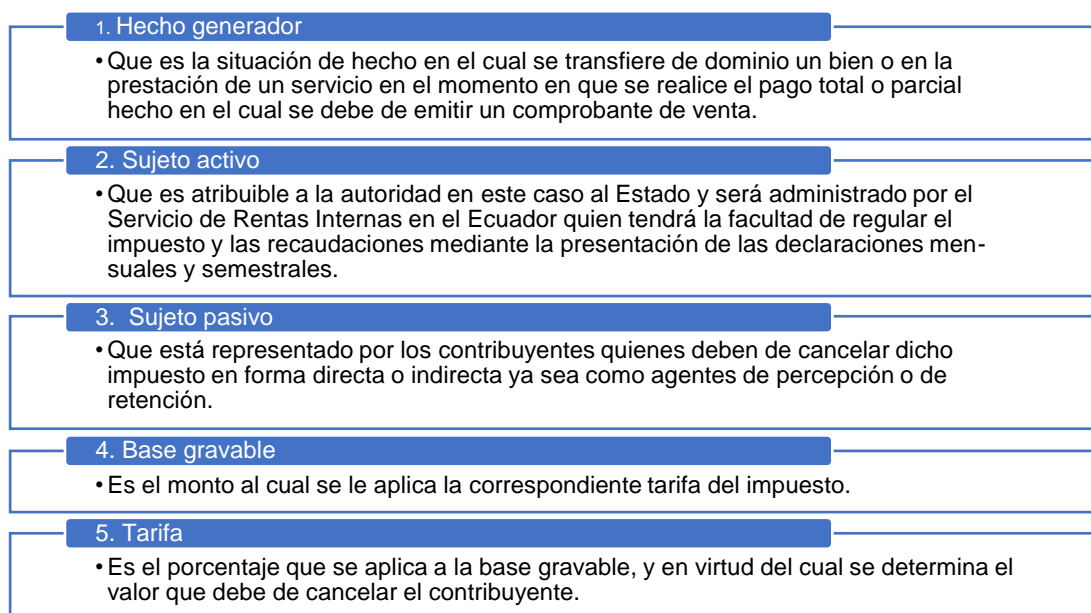 1. Hecho generador
• Que es la situación de hecho en el cual se transfiere de dominio un bien o en la
prestación de un servicio en el momento en que se realice el pago total o parcial
hecho en el cual se debe de emitir un comprobante de venta.
2. Sujeto activo
• Que es atribuible a la autoridad en este caso al Estado y será administrado por el
Servicio de Rentas Internas en el Ecuador quien tendrá la facultad de regular el
impuesto y las recaudaciones mediante la presentación de las declaraciones men-
suales y semestrales.
3. Sujeto pasivo
• Que está representado por los contribuyentes quienes deben de cancelar dicho
impuesto en forma directa o indirecta ya sea como agentes de percepción o de
retención.
4. Base gravable
• Es el monto al cual se le aplica la correspondiente tarifa del impuesto.
5. Tarifa
• Es el porcentaje que se aplica a la base gravable, y en virtud del cual se determina el
valor que debe de cancelar el contribuyente.